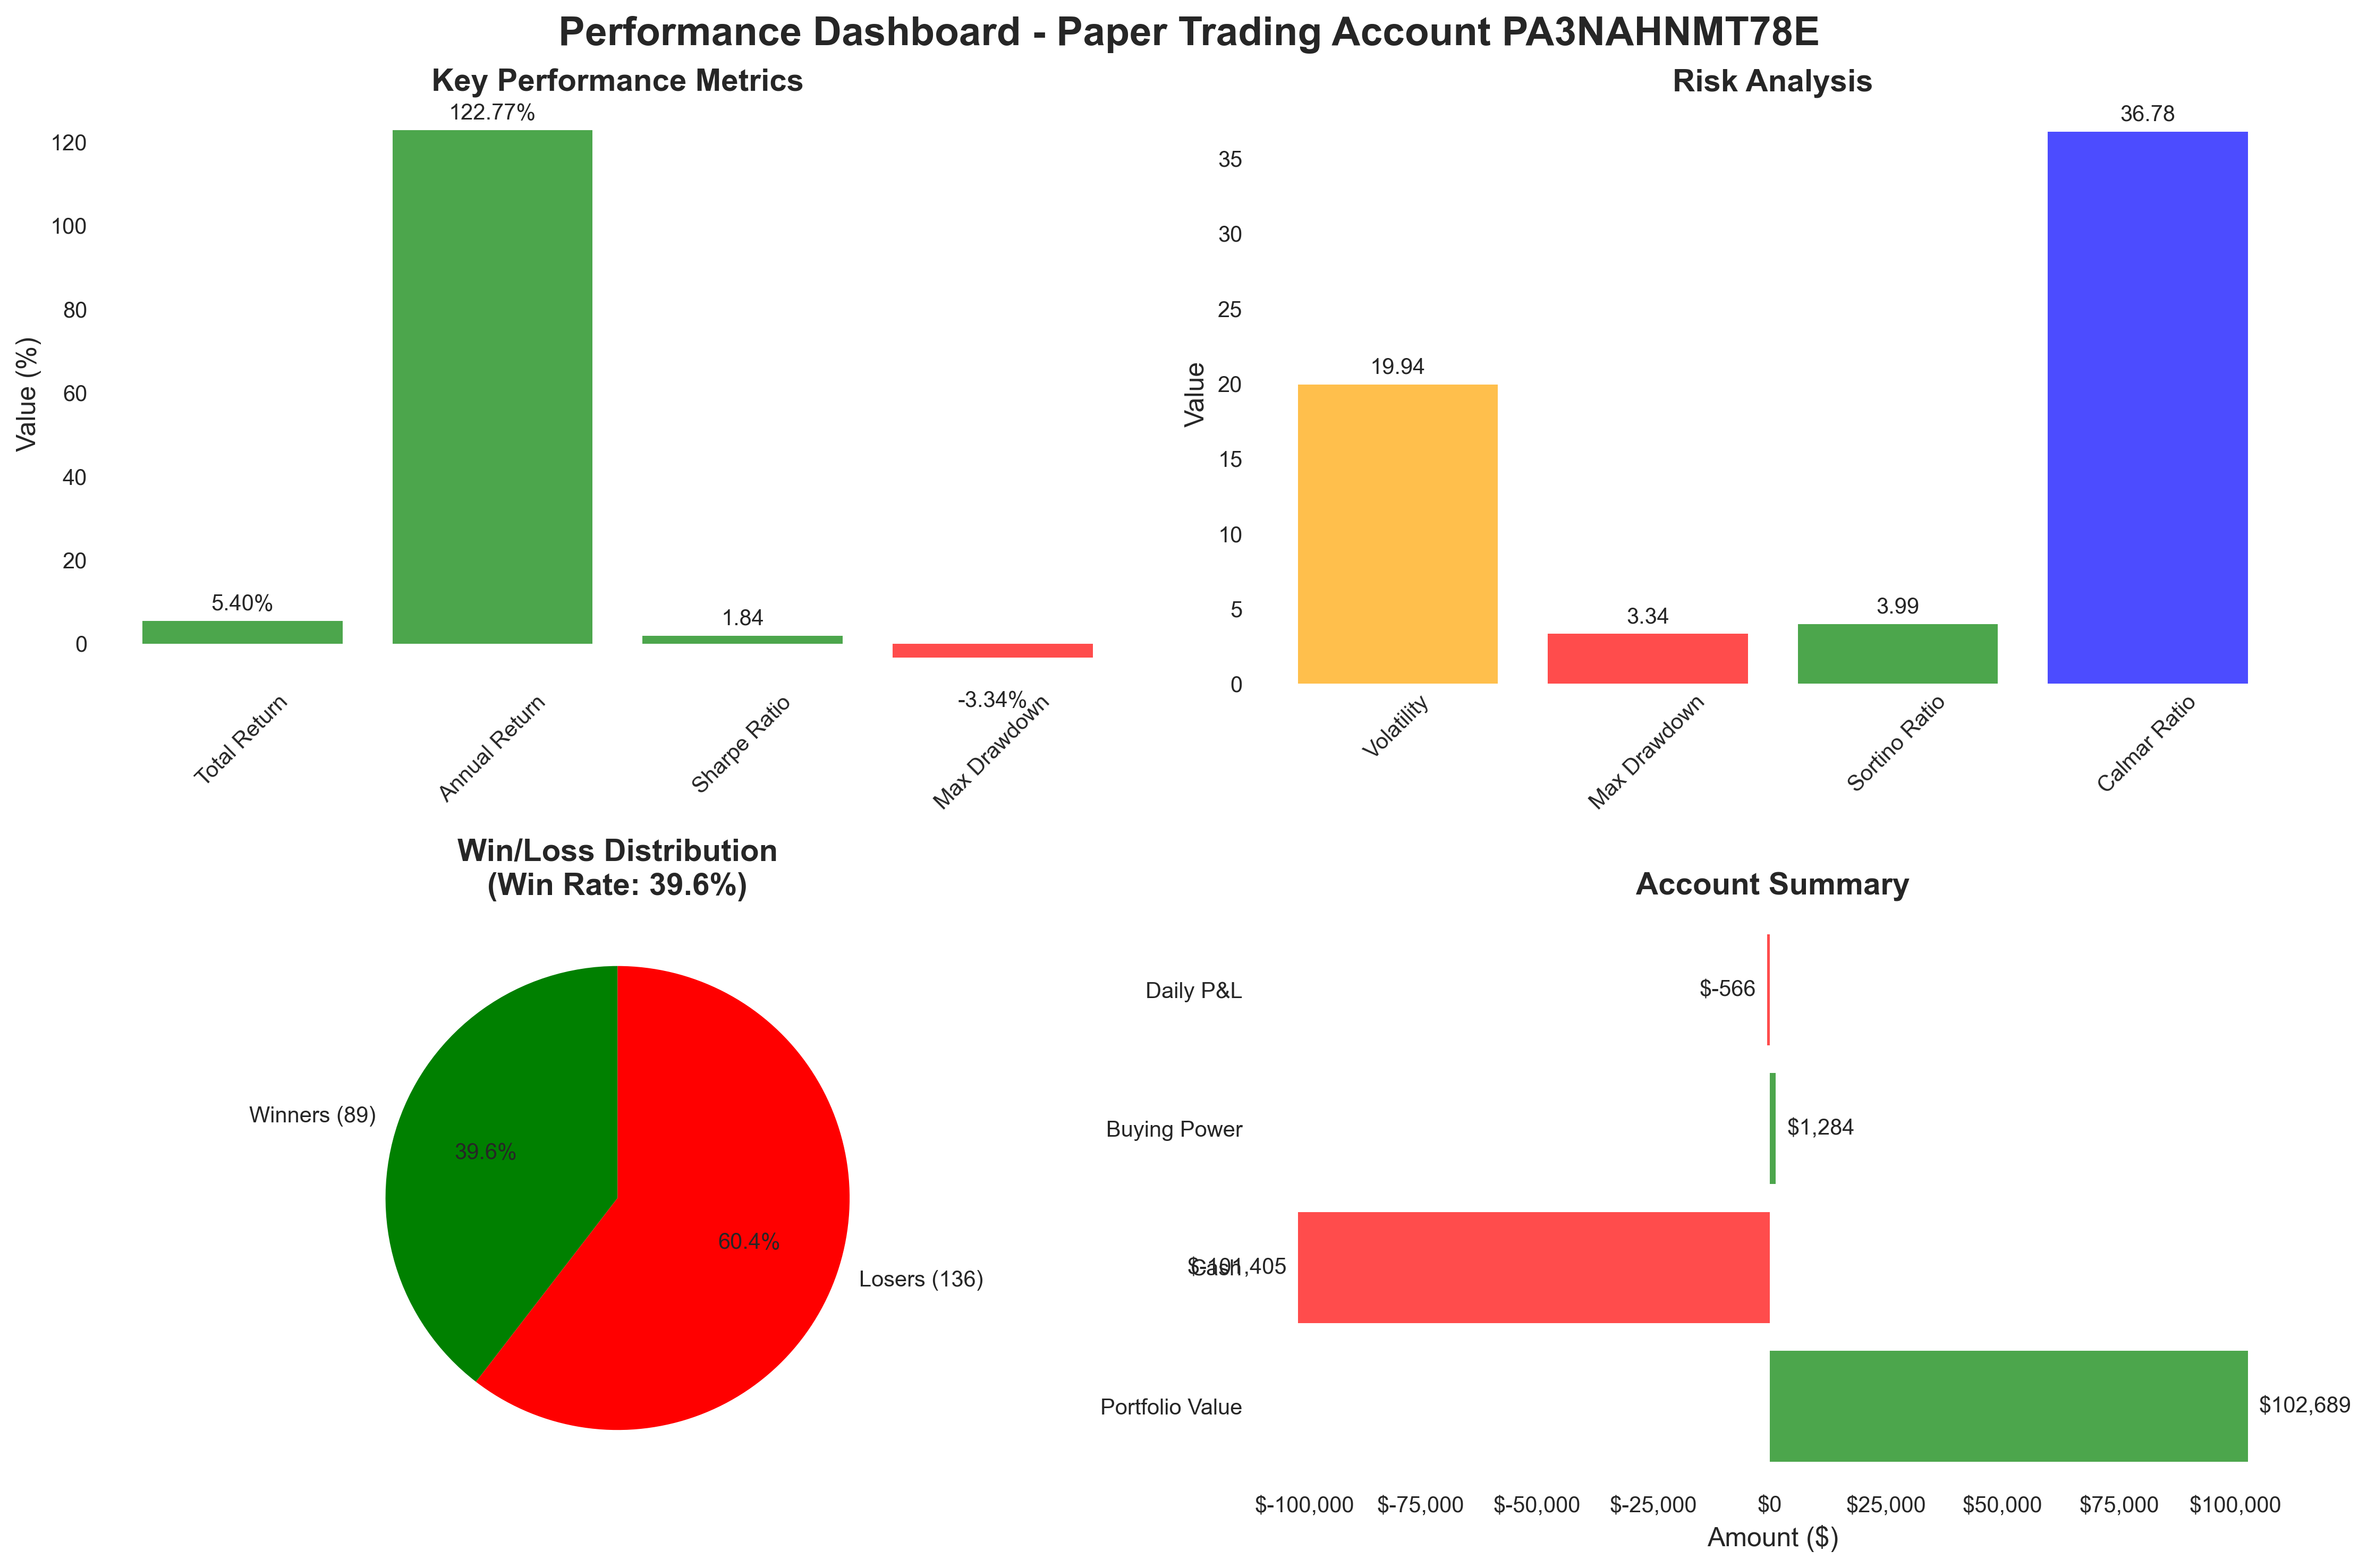 Performance Dashboard - Paper Trading Account PA3NAHNMT78E
Key Performance Metrics
Value (%)
120
100
80
60
40
20
0
5.40%
122.77%
1.84
-3.34%
Total Return
Annual Return
Sharpe Ratio
Max Drawdown
Risk Analysis
Value
35
30
25
20
15
10
5
0
19.94
3.34
3.99
36.78
Volatility
Max Drawdown
Sortino Ratio
Calmar Ratio
Win/Loss Distribution
(Win Rate: 39.6%)
Winners (89)
39.6%
60.4%
Losers (136)
Account Summary
Daily P&L
$-566
Buying Power
$1,284
Cash
$-101,405
Portfolio Value
$102,689
$-100,000
$-75,000
$-50,000
$-25,000
$0
$25,000
$50,000
$75,000
$100,000
Amount ($)